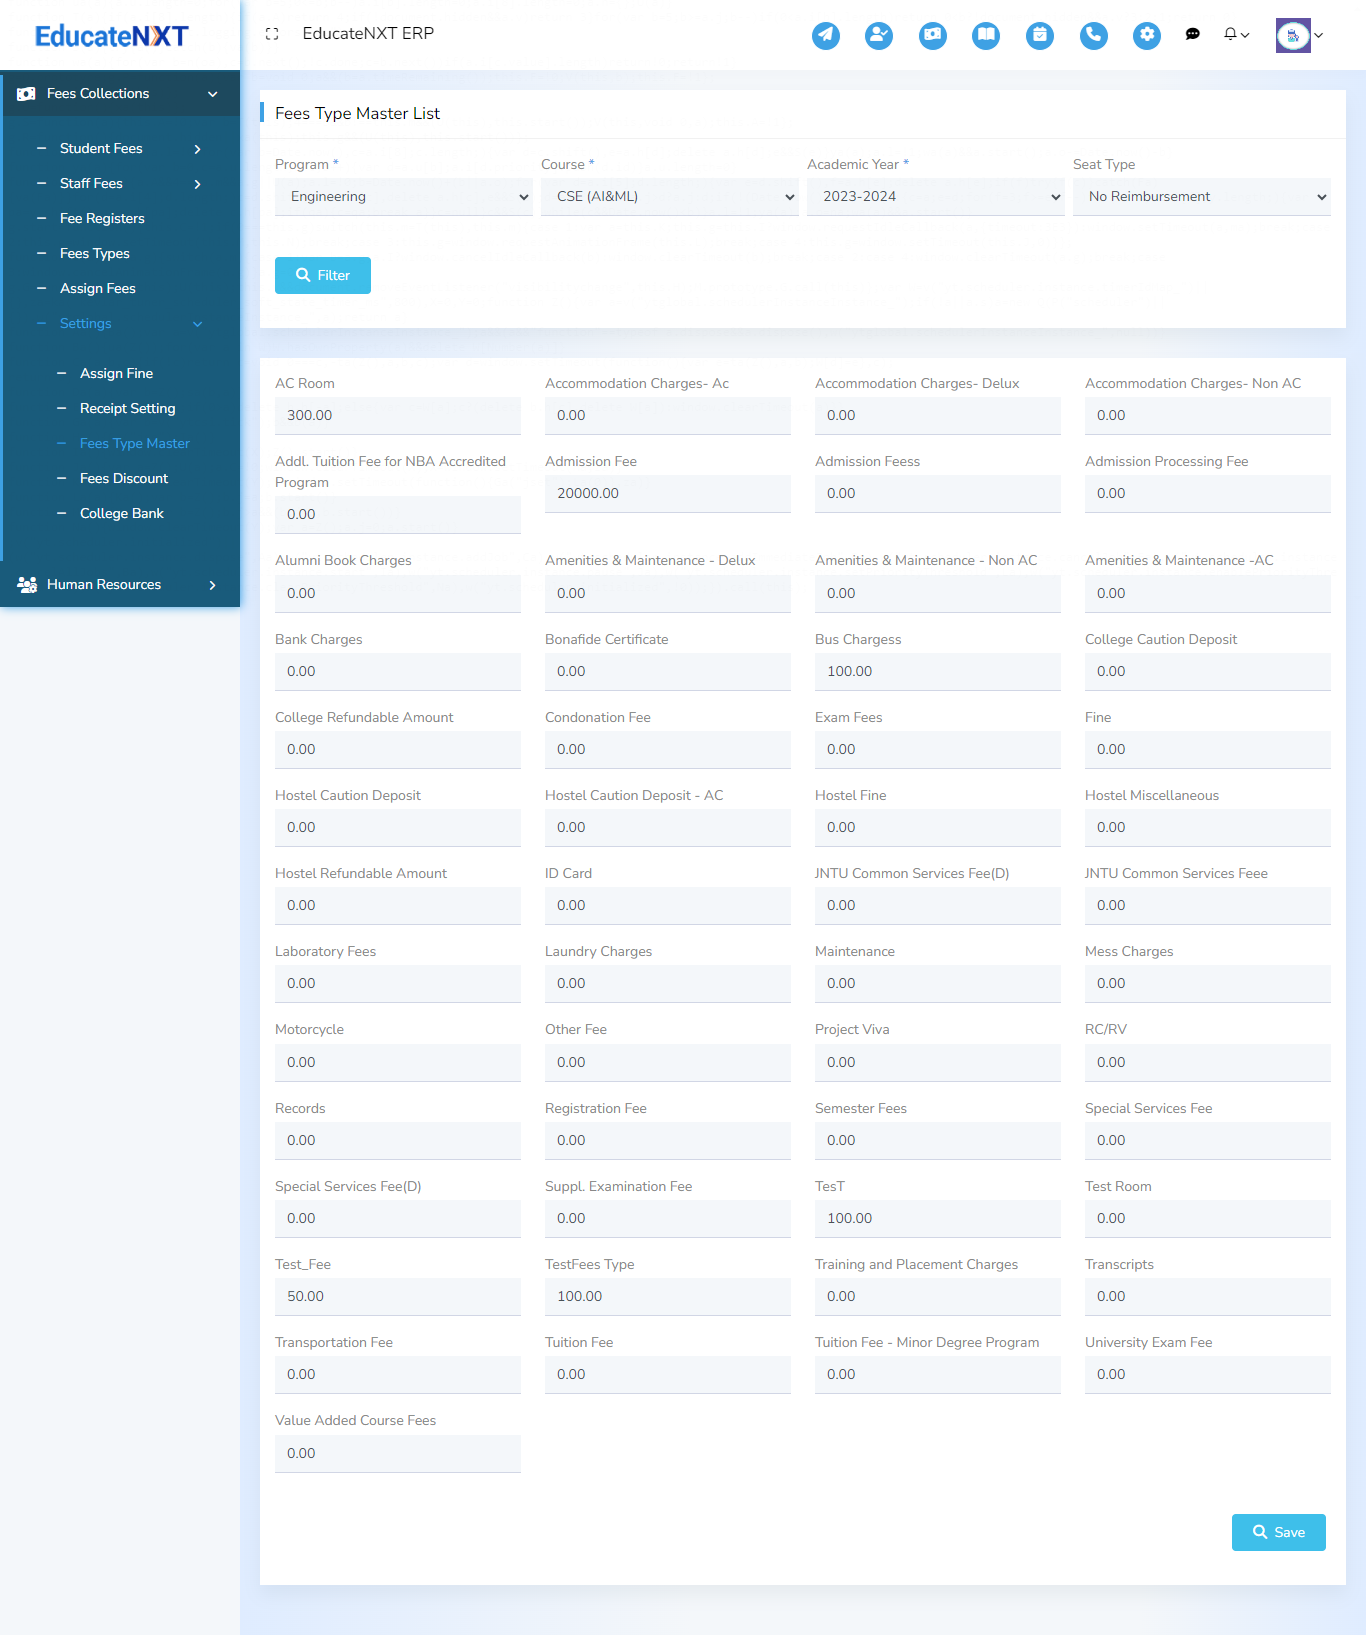 EducateNXT
EducateNXT ERP
Fees Collections
Student Fees
Staff Fees
Fee Registers
Fees Types
Assign Fees
Settings
Assign Fine
Receipt Setting
Fees Type Master
Fees Discount
College Bank
Human Resources
Fees Type Master List
Program * Course * Academic Year * Seat Type
Engineering CSE (AI&ML) 2023-2024 No Reimbursement
Filter
AC Room Accommodation Charges- Ac Accommodation Charges- Delux Accommodation Charges- Non AC
300.00 0.00 0.00 0.00
Addl. Tuition Fee for NBA Accredited Admission Fee Admission Feess Admission Processing Fee
Program
20000.00 0.00 0.00
0.00
Alumni Book Charges Amenities & Maintenance - Delux Amenities & Maintenance - Non AC Amenities & Maintenance -AC
0.00 0.00 0.00 0.00
Bank Charges Bonafide Certificate Bus Chargess College Caution Deposit
0.00 0.00 100.00 0.00
College Refundable Amount Condonation Fee Exam Fees Fine
0.00 0.00 0.00 0.00
Hostel Caution Deposit Hostel Caution Deposit - AC Hostel Fine Hostel Miscellaneous
0.00 0.00 0.00 0.00
Hostel Refundable Amount ID Card JNTU Common Services Fee(D) JNTU Common Services Feee
0.00 0.00 0.00 0.00
Laboratory Fees Laundry Charges Maintenance Mess Charges
0.00 0.00 0.00 0.00
Motorcycle Other Fee Project Viva RC/RV
0.00 0.00 0.00 0.00
Records Registration Fee Semester Fees Special Services Fee
0.00 0.00 0.00 0.00
Special Services Fee(D) Suppl. Examination Fee TesT Test Room
0.00 0.00 100.00 0.00
Test_Fee TestFees Type Training and Placement Charges Transcripts
50.00 100.00 0.00 0.00
Transportation Fee Tuition Fee Tuition Fee - Minor Degree Program University Exam Fee
0.00 0.00 0.00 0.00
Value Added Course Fees
0.00
Save